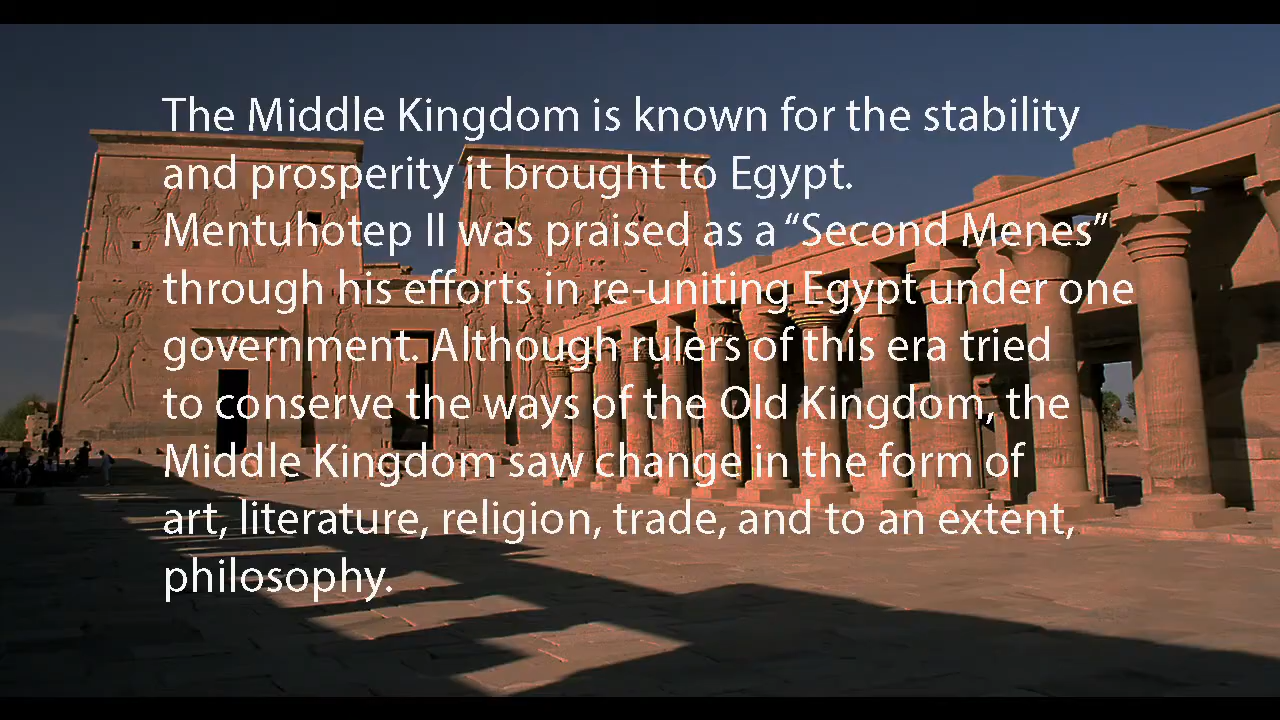 The Middle Kingdom is known for the stability
and prosperity it brought to Egypt.
Mentuhotep II was praised as a “Second Menes”
through his efforts in re-uniting Egypt under one
government. Although rulers of this era tried
to conserve the ways of the Old Kingdom, the
Middle Kingdom saw change in the form of
art, literature, religion, trade, and to an extent,
philosophy.